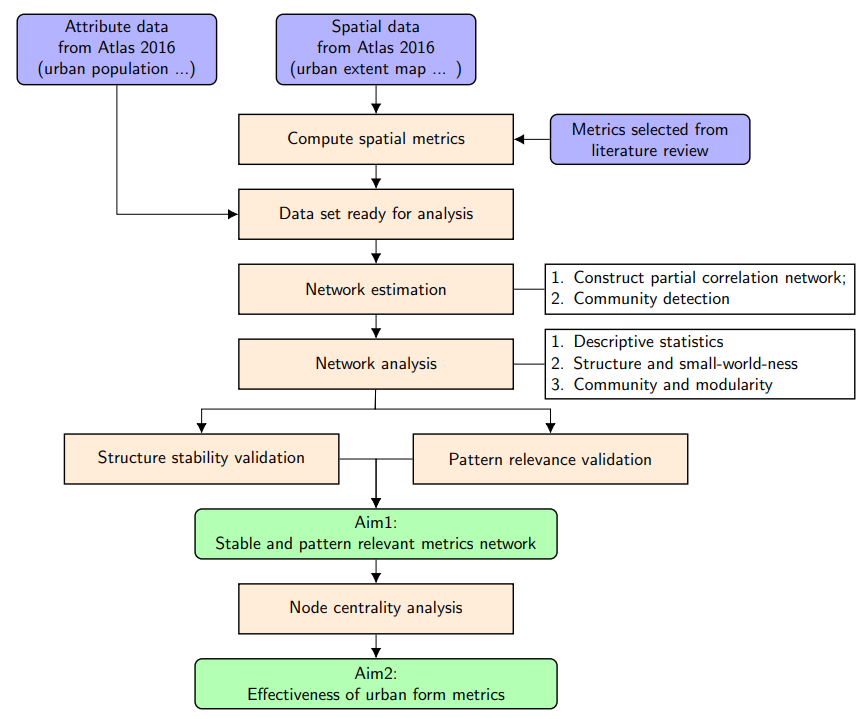 Attribute data
from Atlas 2016
(urban population ...)
Spatial data
from Atlas 2016
(urban extent map ... )
Compute spatial metrics
Metrics selected from
literature review
Data set ready for analysis
Network estimation
1. Construct partial correlation network;
2. Community detection
Network analysis
1. Descriptive statistics
2. Structure and small-world-ness
3. Community and modularity
Structure stability validation
Pattern relevance validation
Aim1:
Stable and pattern relevant metrics network
Node centrality analysis
Aim2:
Effectiveness of urban form metrics